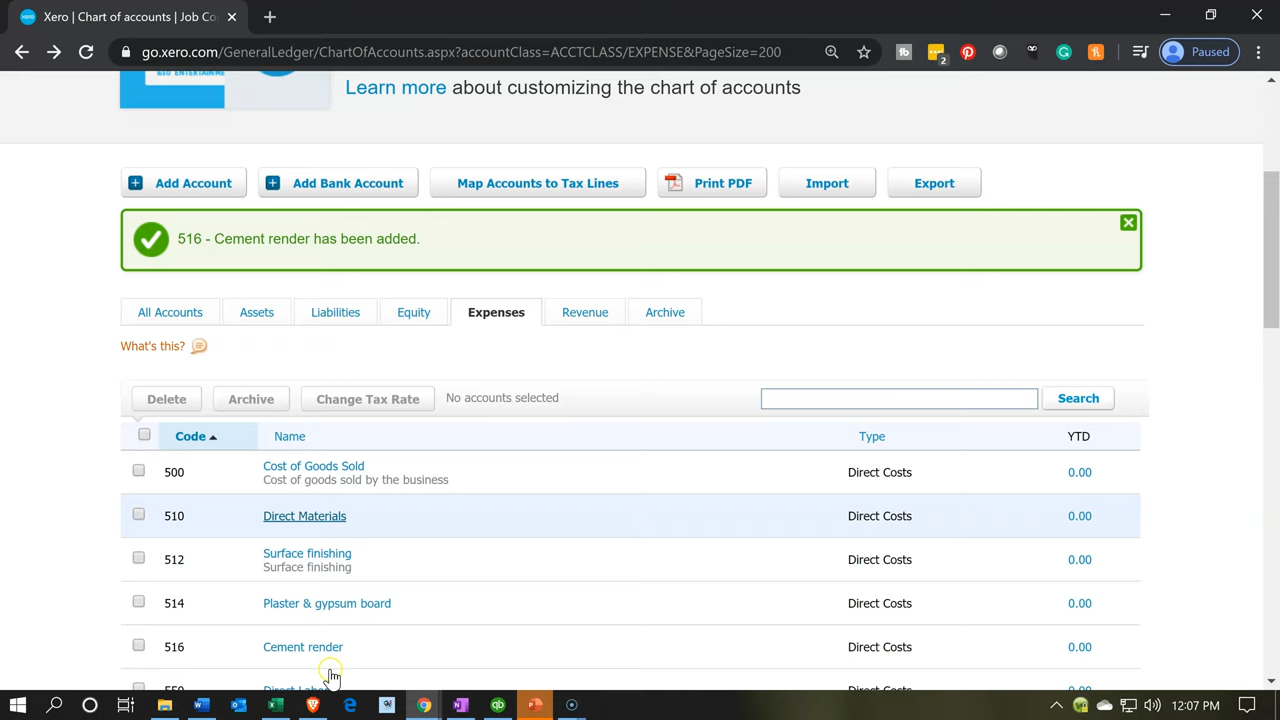 Xero | Chart of accounts | Job Co
Paused
go.xero.com/GeneralLedger/ChartOfAccounts.aspx?accountClass=ACCTCLASS/EXPENSE&PageSize=200
2
Learn more about customizing the chart of accounts
Add Account
Add Bank Account
Map Accounts to Tax Lines
Print PDF
Import
Export
516 - Cement render has been added.
All Accounts
Assets
Liabilities
Equity
Expenses
Revenue
Archive
What's this?
Delete
Archive
Change Tax Rate
No accounts selected
Search
Code Name Type YTD
500 Cost of Goods Sold Direct Costs 0.00
Cost of goods sold by the business
510 Direct Materials Direct Costs 0.00
512 Surface finishing Direct Costs 0.00
Surface finishing
514 Plaster & gypsum board Direct Costs 0.00
516 Cement render Direct Costs 0.00
12:07 PM